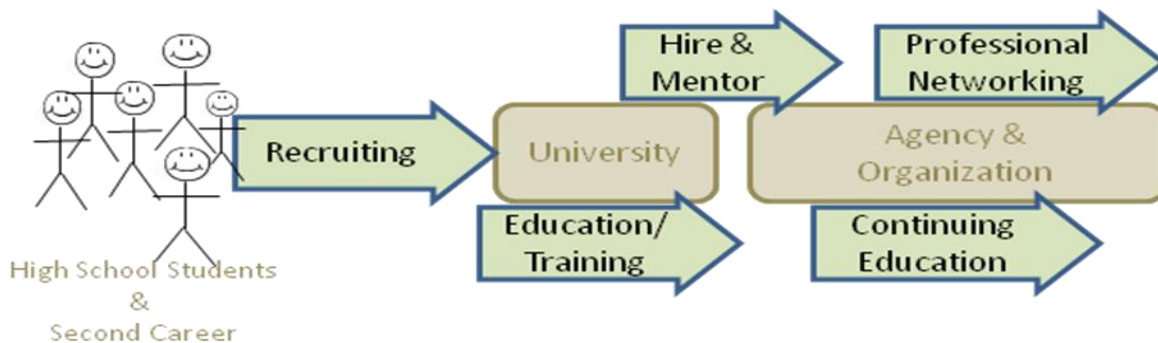 High School Students
&
Second Career
Recruiting
University
Education/
Training
Hire &
Mentor
Agency &
Organization
Professional
Networking
Continuing
Education